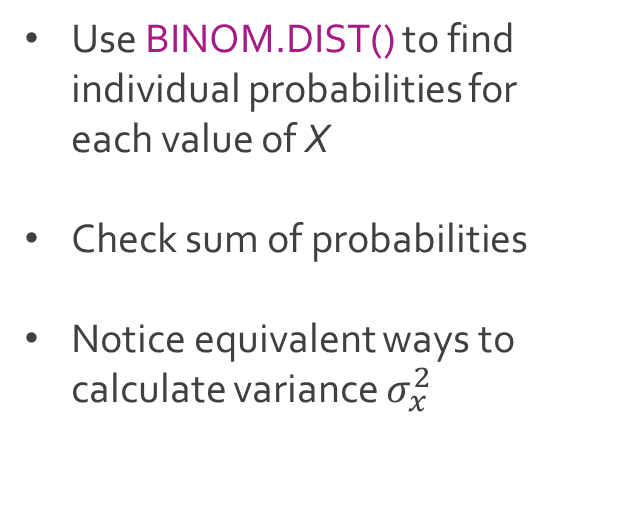 • Use BINOM.DIST() to find
individual probabilities for
each value of X
• Check sum of probabilities
• Notice equivalent ways to
calculate variance σ²ₓ